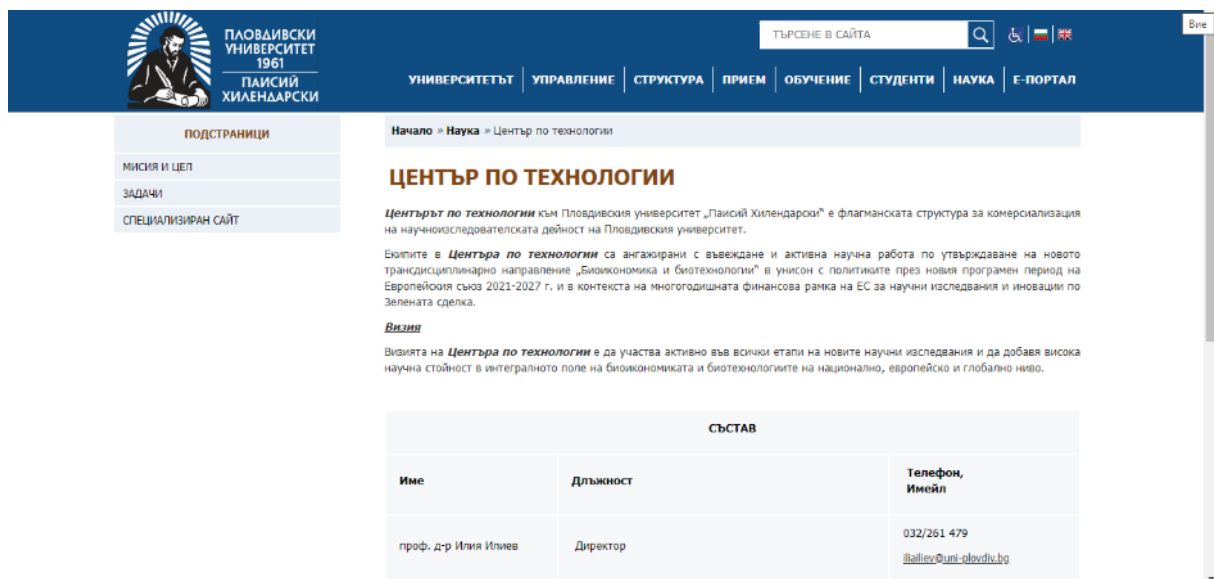 ПЛОВДИВСКИ
УНИВЕРСИТЕТ
1961
ПАИСИЙ
ХИЛЕНДАРСКИ
ТЪРСЕНЕ В САЙТА
Вие
УНИВЕРСИТЕТЪТ УПРАВЛЕНИЕ СТРУКТУРА ПРИЕМ ОБУЧЕНИЕ СТУДЕНТИ НАУКА Е-ПОРТАЛ
ПОДСТРАНИЦИ
МИСИЯ И ЦЕЛ
ЗАДАЧИ
СПЕЦИАЛИЗИРАН САЙТ
Начало » Наука » Център по технологии
ЦЕНТЪР ПО ТЕХНОЛОГИИ
Центърът по технологии към Пловдивския университет „Паисий Хилендарски“ е флагманската структура за комерсиализация
на научноизследователската дейност на Пловдивския университет.
Екипите в Центъра по технологии са ангажирани с въвеждане и активна научна работа по утвърждаване на новото
трансдисциплинарно направление „Биоикономика и биотехнологии“ в унисон с политиките през новия програмен период на
Европейския съюз 2021-2027 г. и в контекста на многогодишната финансова рамка на ЕС за научни изследвания и иновации по
Зелената сделка.
Визия
Визията на Центъра по технологии е да участва активно във всички етапи на новите научни изследвания и да добавя висока
научна стойност в интегралното поле на биоикономиката и биотехнологиите на национално, европейско и глобално ниво.
СЪСТАВ
Име Длъжност Телефон,
Имейл
проф. д-р Илия Илиев Директор 032/261 479
iliailiev@uni-plovdiv.bg